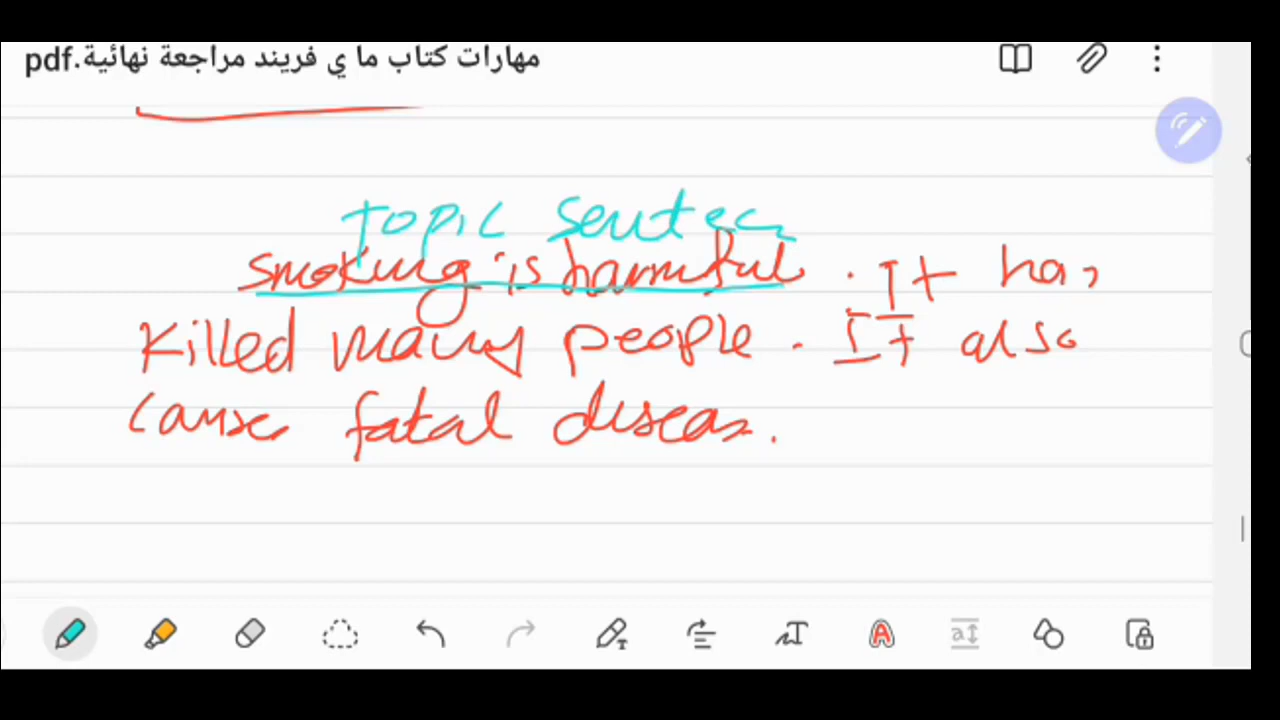 مهارات كتاب ما ي فريند مراجعة نهائية.pdf
Topic senten
smoking is harmful. It has
killed many people. It also
cause fatal diseas.